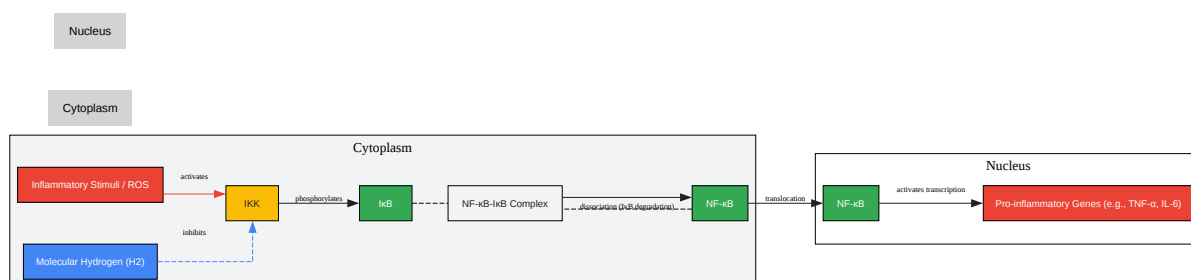 Nucleus
Cytoplasm
Cytoplasm
Inflammatory Stimuli / ROS
activates
IKK
phosphorylates
IκB
NF-κB-IκB Complex
dissociation (IκB degradation)
NF-κB
translocation
Molecular Hydrogen (H2)
inhibits
Nucleus
NF-κB
activates transcription
Pro-inflammatory Genes (e.g., TNF-α, IL-6)